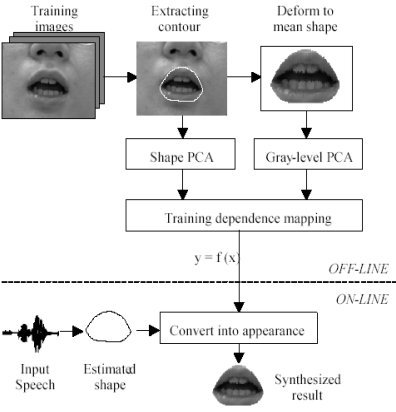 Training
images
Extracting
contour
Deform to
mean shape
Shape PCA
Gray-level PCA
Training dependence mapping
y = f (x)
OFF-LINE
ON-LINE
Convert into appearance
Input
Speech
Estimated
shape
Synthesized
result